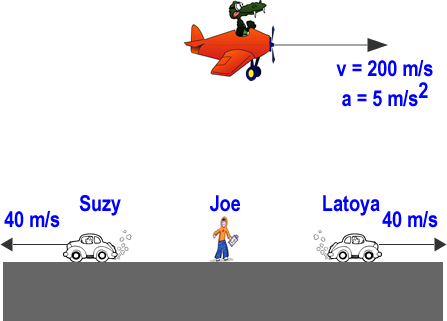 v = 200 m/s
a = 5 m/s²
Suzy Joe Latoya
40 m/s 40 m/s